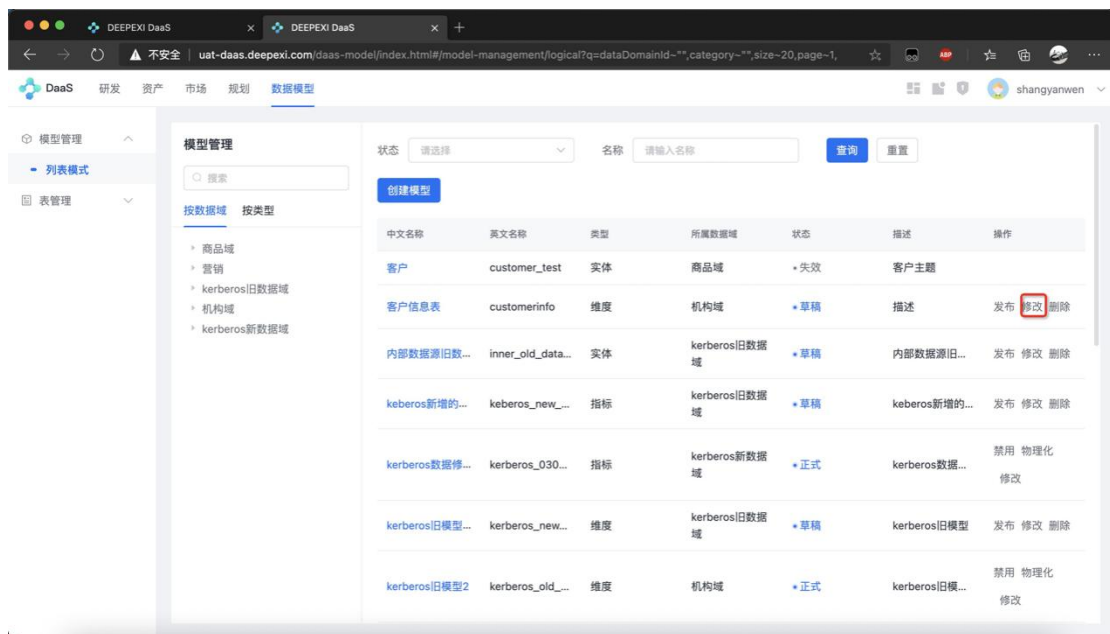 DEEPEXI DaaS
DEEPEXI DaaS
不安全 uat-daas.deepexi.com/daas-model/index.html#/model-management/logical?q=dataDomainId~"",category~"",size~20,page~1,
ABP
DaaS 研发 资产 市场 规划 数据模型
shangyanwen
模型管理
列表模式
表管理
模型管理
搜索
按数据域 按类型
商品域
营销
kerberos旧数据域
机构域
kerberos新数据域
状态 请选择 名称 请输入名称 查询 重置
创建模型
中文名称 英文名称 类型 所属数据域 状态 描述 操作
客户 customer_test 实体 商品域 失效 客户主题
客户信息表 customerinfo 维度 机构域 草稿 描述 发布 修改 删除
内部数据源旧数... inner_old_data... 实体 kerberos旧数据
域 草稿 内部数据源旧... 发布 修改 删除
keberos新增的... keberos_new_... 指标 kerberos旧数据
域 草稿 keberos新增的... 发布 修改 删除
kerberos数据修... kerberos_030... 指标 kerberos新数据
域 正式 kerberos数据... 禁用 物理化
修改
kerberos旧模型... kerberos_new... 维度 kerberos旧数据
域 草稿 kerberos旧模型 发布 修改 删除
kerberos旧模型2 kerberos_old_... 维度 机构域 正式 kerberos旧模... 禁用 物理化
修改